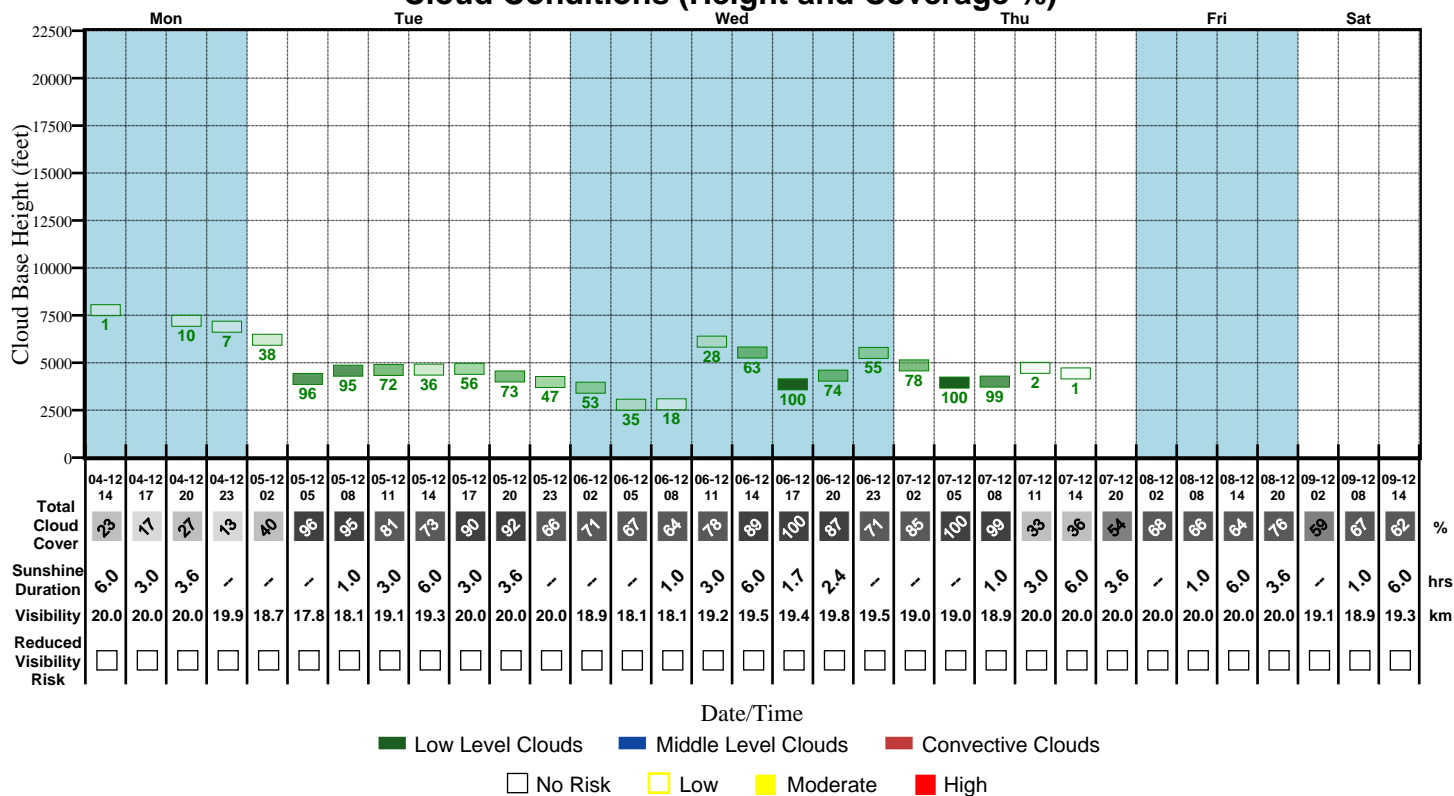 Cloud Conditions (Height and Coverage %)
Mon Tue Wed Thu Fri Sat
Cloud Base Height (feet)
22500
20000
17500
15000
12500
10000
7500
5000
2500
0
1 10 7 38 96 95 72 36 56 73 47 53 35 18 28 63 100 74 55 78 100 99 2 1
04-12 04-12 04-12 04-12 05-12 05-12 05-12 05-12 05-12 05-12 05-12 05-12 06-12 06-12 06-12 06-12 06-12 06-12 06-12 06-12 07-12 07-12 07-12 07-12 07-12 07-12 08-12 08-12 08-12 08-12 09-12 09-12 09-12
14 17 20 23 02 05 08 11 14 17 20 23 02 05 08 11 14 17 20 23 02 05 08 11 14 20 02 08 14 20 02 08 14
Total
Cloud
Cover
23 17 27 13 40 96 95 81 73 90 92 66 71 67 64 78 89 100 87 71 85 100 99 33 36 54 68 66 64 76 59 67 62 %
Sunshine
Duration
6.0 3.0 3.6 -- -- -- 1.0 3.0 6.0 3.0 3.6 -- -- -- 1.0 3.0 6.0 1.7 2.4 -- -- -- 1.0 3.0 6.0 3.6 -- 1.0 6.0 3.6 -- 1.0 6.0 hrs
Visibility 20.0 20.0 20.0 19.9 18.7 17.8 18.1 19.1 19.3 20.0 20.0 20.0 18.9 18.1 18.1 19.2 19.5 19.4 19.8 19.5 19.0 19.0 18.9 20.0 20.0 20.0 20.0 20.0 20.0 20.0 19.1 18.9 19.3 km
Reduced
Visibility
Risk
Date/Time
Low Level Clouds Middle Level Clouds Convective Clouds
No Risk Low Moderate High